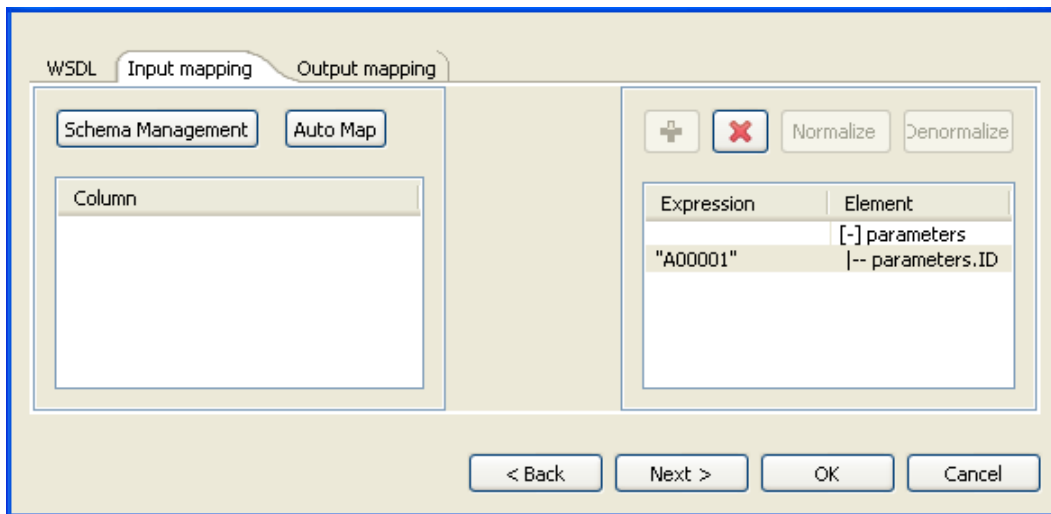 WSDL Input mapping Output mapping
Schema Management Auto Map Normalize Denormalize
Column
Expression Element
[-] parameters
"A00001" |-- parameters.ID
< Back Next > OK Cancel